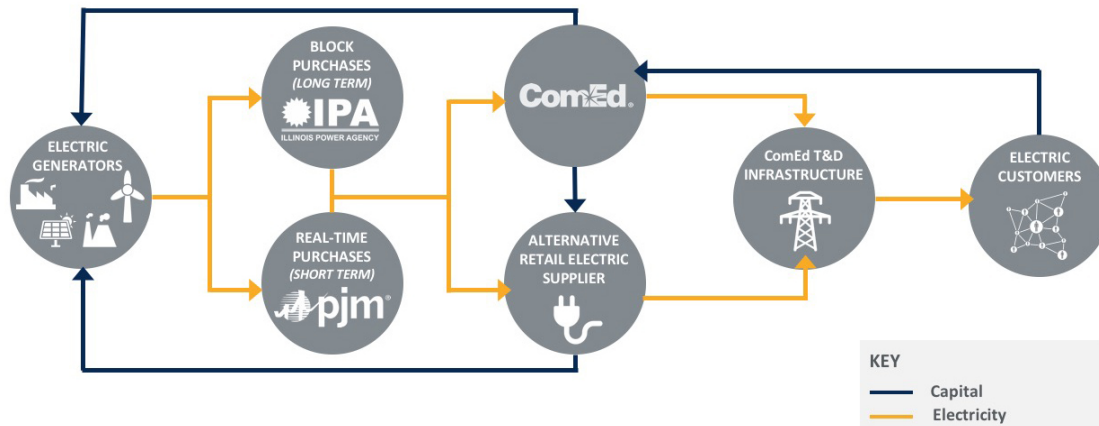 BLOCK
PURCHASES
(LONG TERM)
IPA
ILLINOIS POWER AGENCY
ComEd®
ELECTRIC
GENERATORS
ComEd T&D
INFRASTRUCTURE
ELECTRIC
CUSTOMERS
REAL-TIME
PURCHASES
(SHORT TERM)
pjm®
ALTERNATIVE
RETAIL ELECTRIC
SUPPLIER
KEY
Capital
Electricity